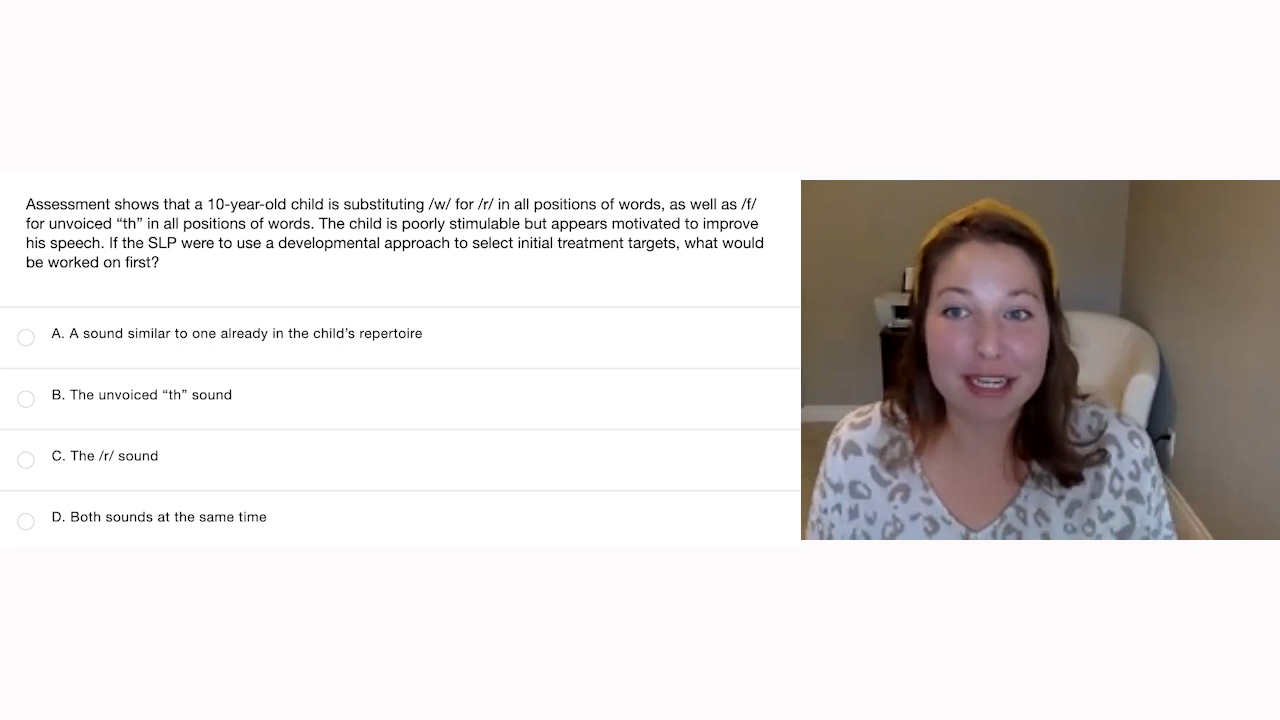 Assessment shows that a 10-year-old child is substituting /w/ for /r/ in all positions of words, as well as /f/
for unvoiced “th” in all positions of words. The child is poorly stimulable but appears motivated to improve
his speech. If the SLP were to use a developmental approach to select initial treatment targets, what would
be worked on first?
A. A sound similar to one already in the child’s repertoire
B. The unvoiced “th” sound
C. The /r/ sound
D. Both sounds at the same time